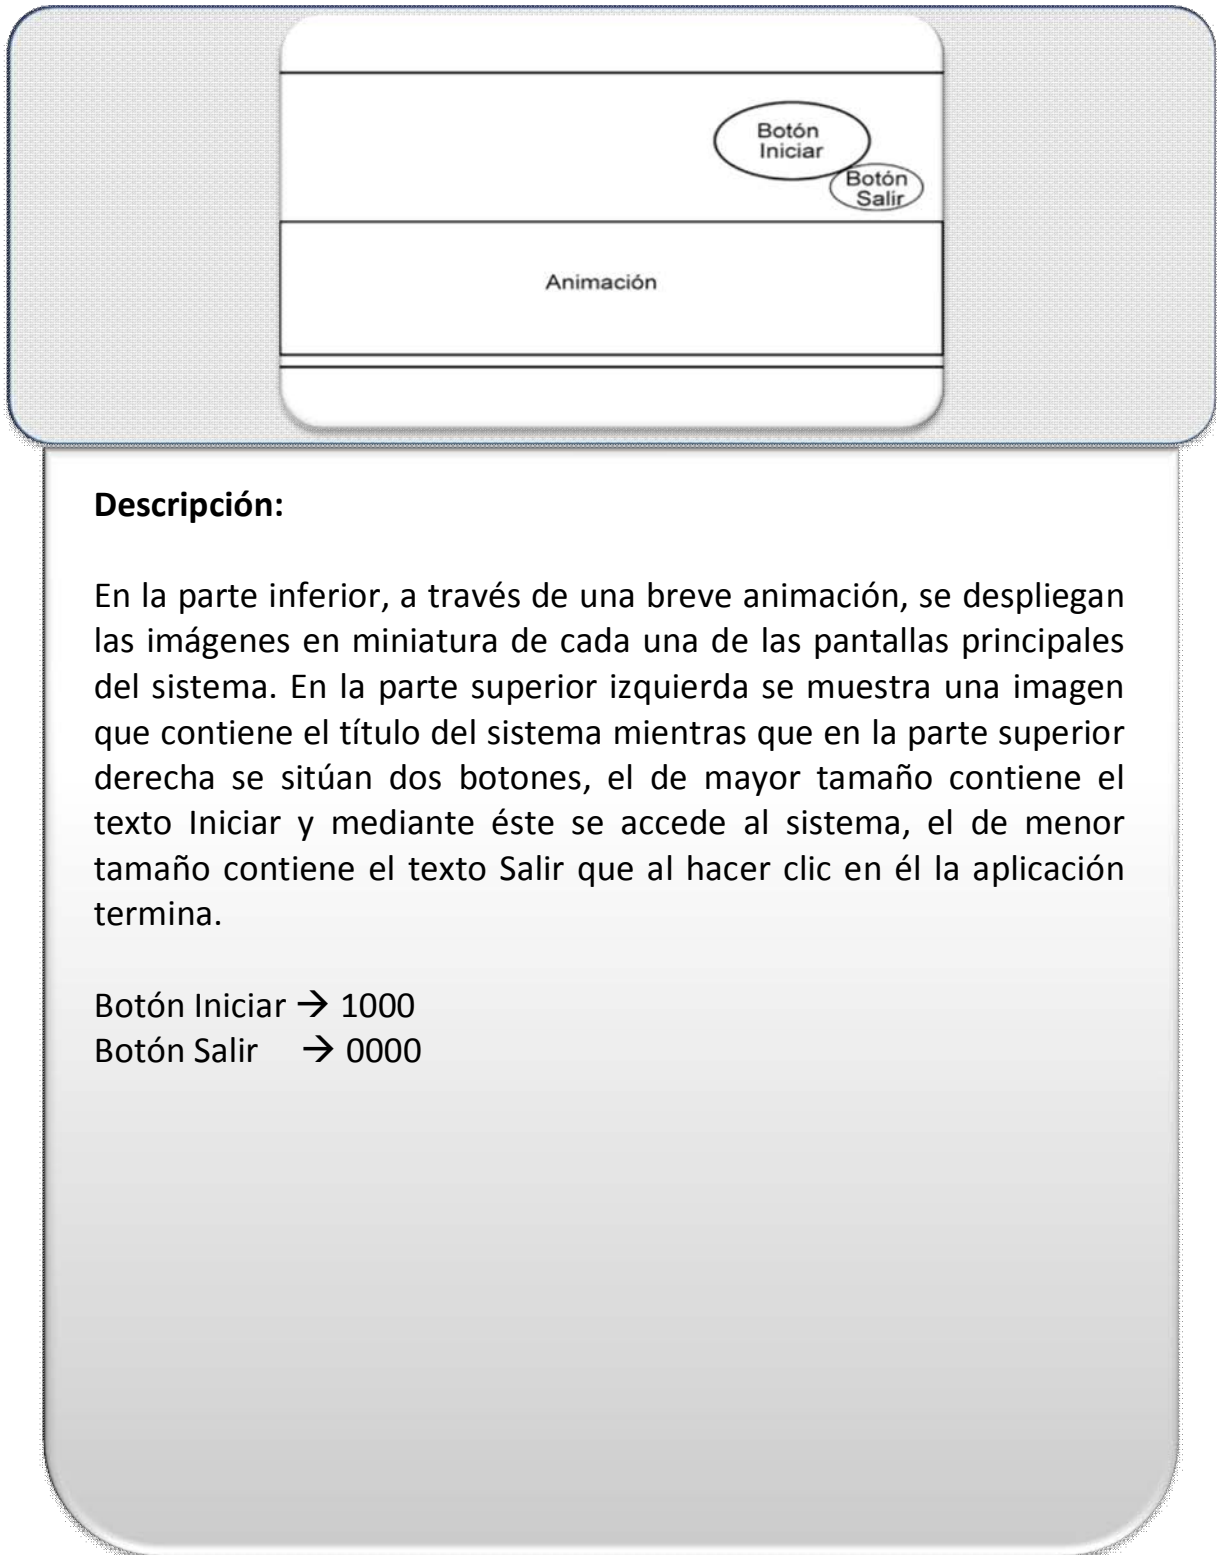 Botón
Iniciar
Botón
Salir
Animación
Descripción:
En la parte inferior, a través de una breve animación, se despliegan
las imágenes en miniatura de cada una de las pantallas principales
del sistema. En la parte superior izquierda se muestra una imagen
que contiene el título del sistema mientras que en la parte superior
derecha se sitúan dos botones, el de mayor tamaño contiene el
texto Iniciar y mediante éste se accede al sistema, el de menor
tamaño contiene el texto Salir que al hacer clic en él la aplicación
termina.
Botón Iniciar → 1000
Botón Salir → 0000